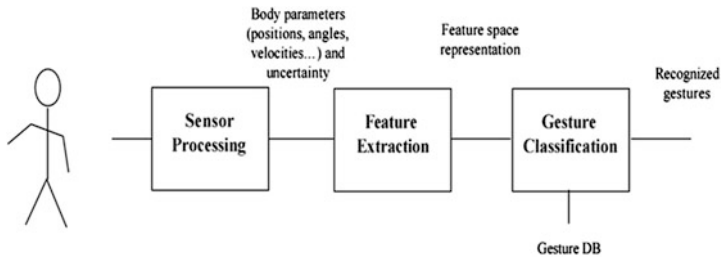 Body parameters
(positions, angles,
velocities…) and
uncertainty
Feature space
representation
Recognized
gestures
Sensor
Processing
Feature
Extraction
Gesture
Classification
Gesture DB